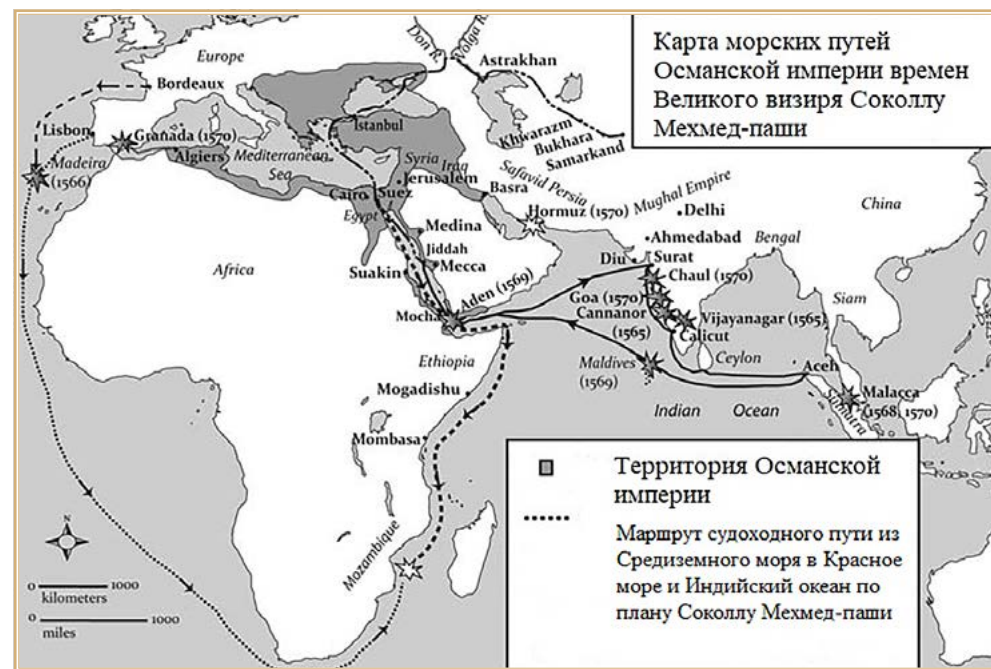 Карта морских путей
Османской империи времен
Великого визиря Соколлу
Мехмед-паши
Europe
Don R.
Volga R.
Astrakhan
Bordeaux
Khwarazm
Bukhara
Samarkand
Lisbon
Granada (1570)
Istanbul
Madeira
(1566)
Algiers
Mediterranean
Sea
Syria
Iraq
Safavid Persia
Jerusalem
Cairo
Suez
Basra
Mughal Empire
China
Egypt
Hormuz (1570)
Delhi
Medina
Ahmedabad
Bengal
Jiddah
Diu
Surat
Africa
Suakin
Mecca
Chaul (1570)
Aden (1569)
Goa (1570)
Siam
Mocha
Cannanor
(1565)
Vijayanagar (1565)
Calicut
Ethiopia
Maldives
(1569)
Ceylon
Aceh
Mogadishu
Malacca
(1568, 1570)
Indian Ocean
Sumatra
Mombasa
Территория Османской
империи
Маршрут судоходного пути из
Средиземного моря в Красное
море и Индийский океан по
плану Соколлу Мехмед-паши
Mozambique
N
0 1000
kilometers
0 1000
miles